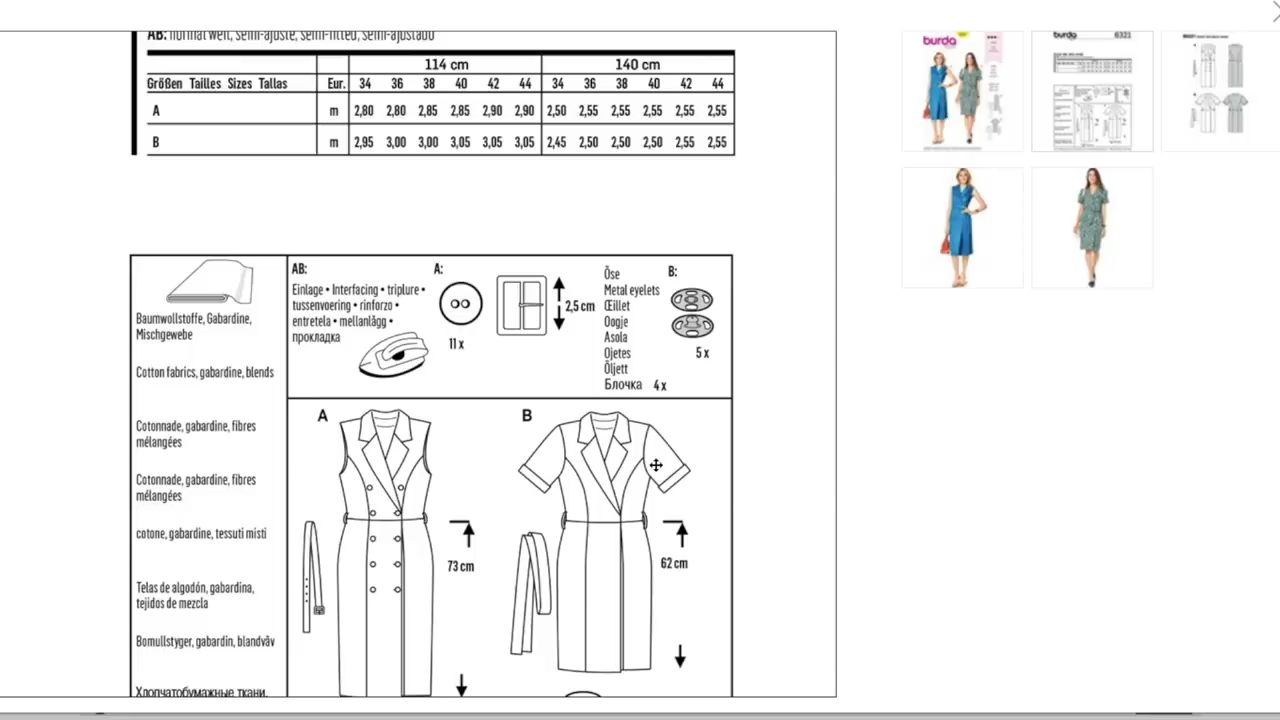 AB: normal weit, semi-ajusté, semi-fitted, semi-ajustado
114 cm 140 cm
Größen Tailles Sizes Tallas Eur. 34 36 38 40 42 44 34 36 38 40 42 44
A m 2,80 2,80 2,85 2,85 2,90 2,90 2,50 2,55 2,55 2,55 2,55 2,55
B m 2,95 3,00 3,00 3,05 3,05 3,05 2,45 2,50 2,50 2,50 2,55 2,55
Baumwollstoffe, Gabardine,
Mischgewebe
Cotton fabrics, gabardine, blends
Cotonnade, gabardine, fibres
mélangées
Cotonnade, gabardine, fibres
mélangées
cotone, gabardine, tessuti misti
Telas de algodón, gabardina,
tejidos de mezcla
Bomullstyger, gabardin, blandväv
Хлопчатобумажные ткани,
AB:
Einlage • Interfacing • triplure •
tussenvoering • rinforzo •
entretela • mellanlågg •
прокладка
A:
11 x
2,5 cm
Öse
Metal eyelets
Œillet
Oogje
Asola
Ojetes
Öljett
Блочка 4 x
B:
5 x
A
73 cm
B
62 cm
burda
burda 6321